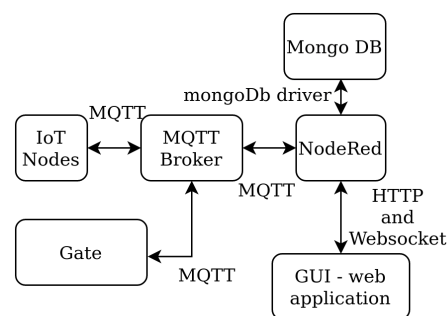 Mongo DB
mongoDb driver
MQTT
IoT
Nodes
MQTT
Broker
NodeRed
MQTT
HTTP
and
Websocket
Gate
MQTT
GUI - web
application